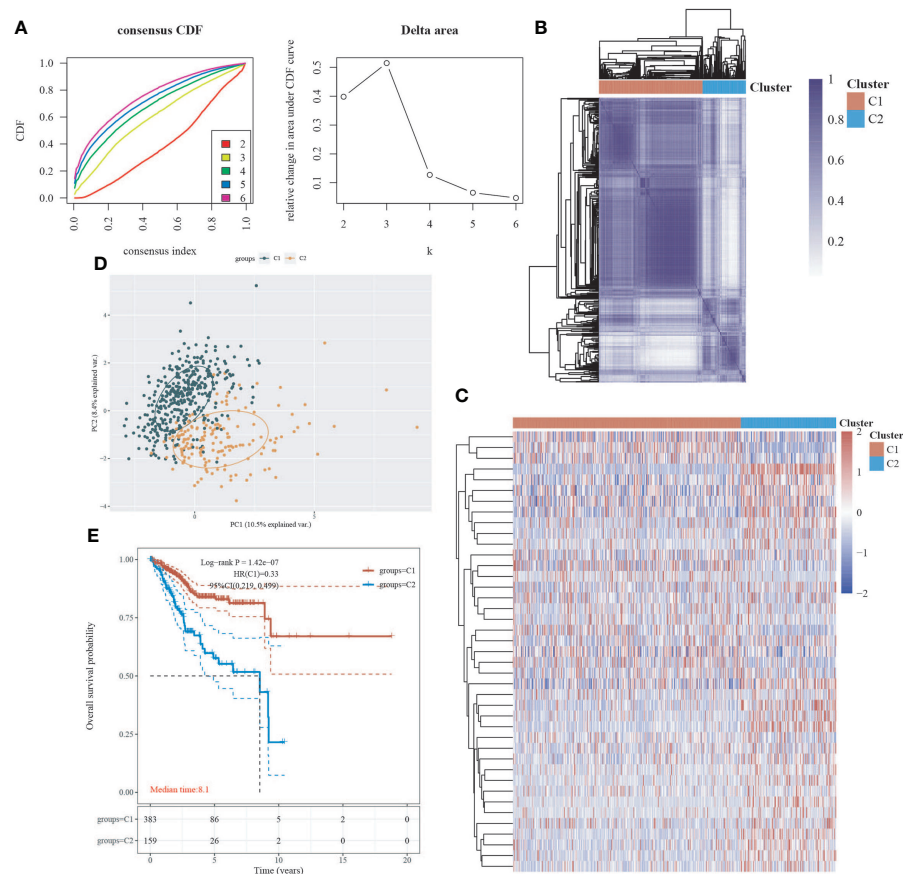 A
consensus CDF
CDF
0.0
0.2
0.4
0.6
0.8
1.0
0.0
0.2
0.4
0.6
0.8
1.0
consensus index
2
3
4
5
6
Delta area
relative change in area under CDF curve
0.5
0.4
0.3
0.2
0.1
2
3
4
5
6
k
B
Cluster
1
0.8
0.6
0.4
0.2
Cluster
C1
C2
D
groups C1 C2
PC2 (8.4% explained var.)
4
2
0
−2
−4
0
PC1 (10.5% explained var.)
C
Cluster
2
1
0
−1
−2
Cluster
C1
C2
E
Overall survival probability
1.00
0.75
0.50
0.25
0.00
Log−rank P = 1.42e−07
HR(C1)=0.33
95%CI(0.219, 0.499)
groups=C1
groups=C2
Median time:8.1
groups=C1 383 86 5 2 0
groups=C2 159 26 2 0 0
0 5 10 15 20
Time (years)